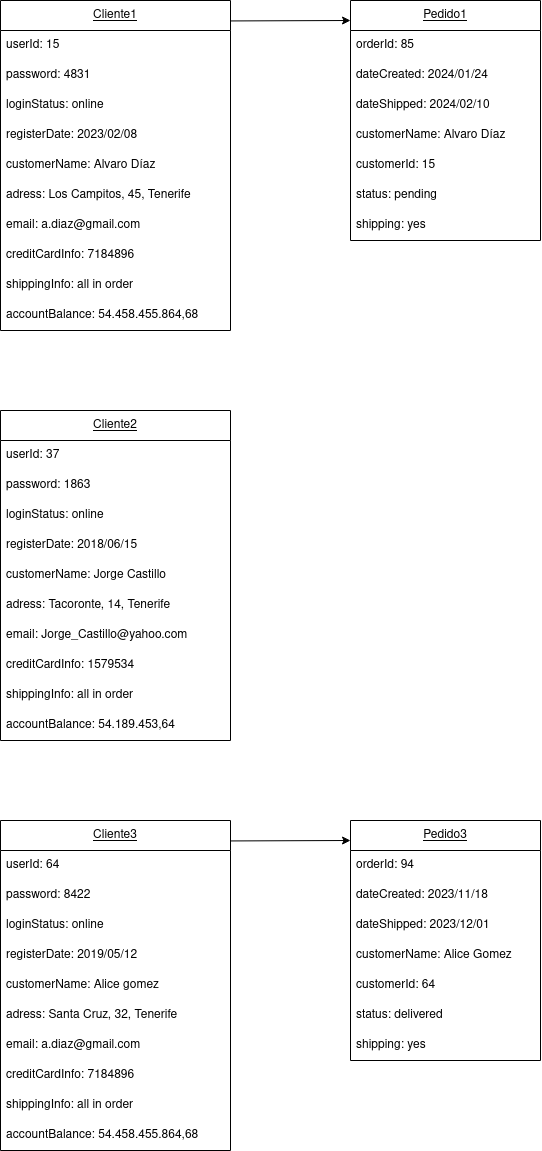 Cliente1
userId: 15
password: 4831
loginStatus: online
registerDate: 2023/02/08
customerName: Alvaro Díaz
adress: Los Campitos, 45, Tenerife
email: a.diaz@gmail.com
creditCardInfo: 7184896
shippingInfo: all in order
accountBalance: 54.458.455.864,68
Pedido1
orderId: 85
dateCreated: 2024/01/24
dateShipped: 2024/02/10
customerName: Alvaro Díaz
customerId: 15
status: pending
shipping: yes
Cliente2
userId: 37
password: 1863
loginStatus: online
registerDate: 2018/06/15
customerName: Jorge Castillo
adress: Tacoronte, 14, Tenerife
email: Jorge_Castillo@yahoo.com
creditCardInfo: 1579534
shippingInfo: all in order
accountBalance: 54.189.453,64
Cliente3
userId: 64
password: 8422
loginStatus: online
registerDate: 2019/05/12
customerName: Alice gomez
adress: Santa Cruz, 32, Tenerife
email: a.diaz@gmail.com
creditCardInfo: 7184896
shippingInfo: all in order
accountBalance: 54.458.455.864,68
Pedido3
orderId: 94
dateCreated: 2023/11/18
dateShipped: 2023/12/01
customerName: Alice Gomez
customerId: 64
status: delivered
shipping: yes